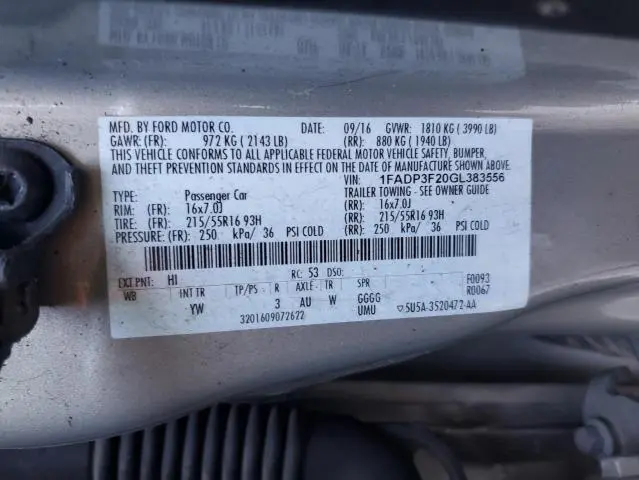 MFD. BY FORD MOTOR CO. DATE: 09/16 GVWR: 1810 KG ( 3990 LB)
GAWR: (FR): 972 KG ( 2143 LB) (RR): 880 KG ( 1940 LB)
THIS VEHICLE CONFORMS TO ALL APPLICABLE FEDERAL MOTOR VEHICLE SAFETY, BUMPER,
AND THEFT PREVENTION STANDARDS IN EFFECT ON THE DATE OF MANUFACTURE SHOWN ABOVE.
VIN: 1FADP3F20GL383556
TYPE: Passenger Car TRAILER TOWING - SEE OWNER GUIDE
RIM: (FR): 16x7.0J (RR): 16x7.0J
TIRE: (FR): 215/55R16 93H (RR): 215/55R16 93H
PRESSURE: (FR): 250 kPa/ 36 PSI COLD (RR): 250 kPa/ 36 PSI COLD
EXT PNT: HI RC: 53 DSO: F0093
WB INT TR TP/PS R AXLE TR SPR R0067
YW 3 AU W GGGG
3201609072622 UMU 5U5A-3520472-AA